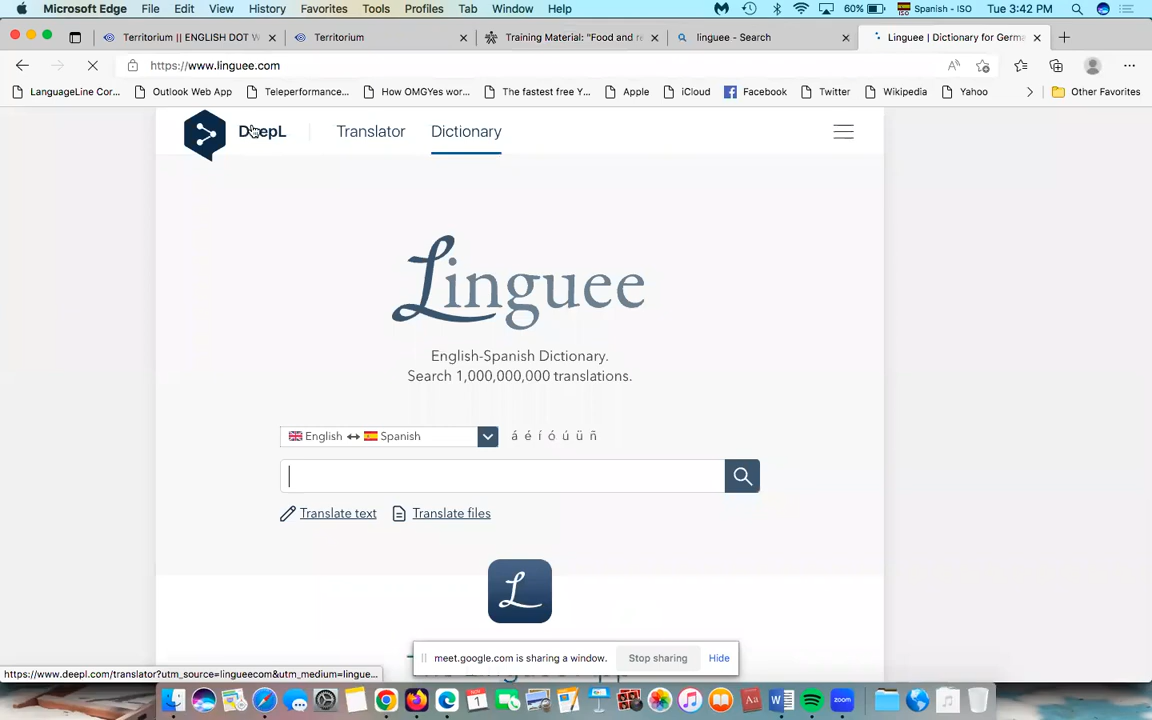 Microsoft Edge File Edit View History Favorites Tools Profiles Tab Window Help 60% Spanish - ISO Tue 3:42 PM
Territorium || ENGLISH DOT W Territorium Training Material: "Food and re linguee - Search Linguee | Dictionary for Germa
https://www.linguee.com
LanguageLine Cor... Outlook Web App Teleperformance... How OMGYes wor... The fastest free Y... Apple iCloud Facebook Twitter Wikipedia Yahoo Other Favorites
DeepL Translator Dictionary
Linguee
English-Spanish Dictionary.
Search 1,000,000,000 translations.
English Spanish á é í ó ú ü ñ
Translate text Translate files
L
meet.google.com is sharing a window. Stop sharing Hide
https://www.deepl.com/translator?utm_source=lingueecom&utm_medium=lingue...
zoom